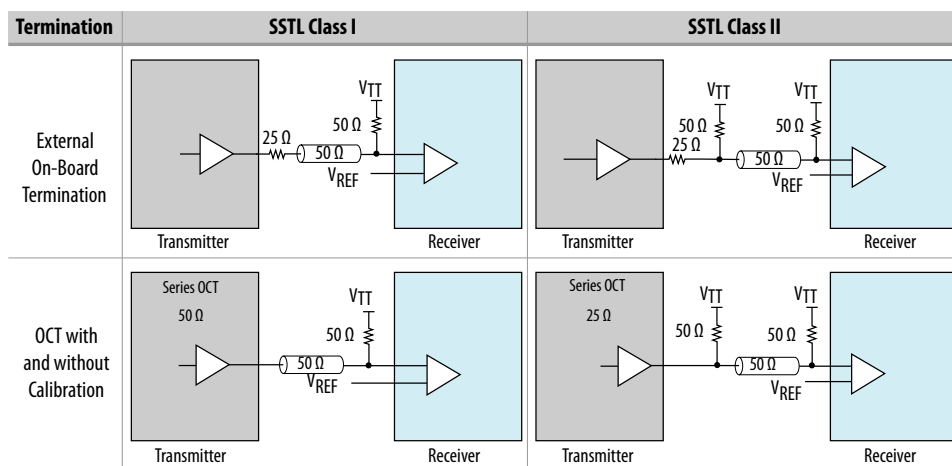 Termination SSTL Class I SSTL Class II
External
On-Board
Termination
VTT
50 Ω
25 Ω
50 Ω
VREF
Transmitter Receiver
VTT VTT
50 Ω 50 Ω
25 Ω
50 Ω
VREF
Transmitter Receiver
OCT with
and without
Calibration
Series OCT
50 Ω
VTT
50 Ω
50 Ω
VREF
Transmitter Receiver
Series OCT
25 Ω
VTT VTT
50 Ω 50 Ω
50 Ω
VREF
Transmitter Receiver